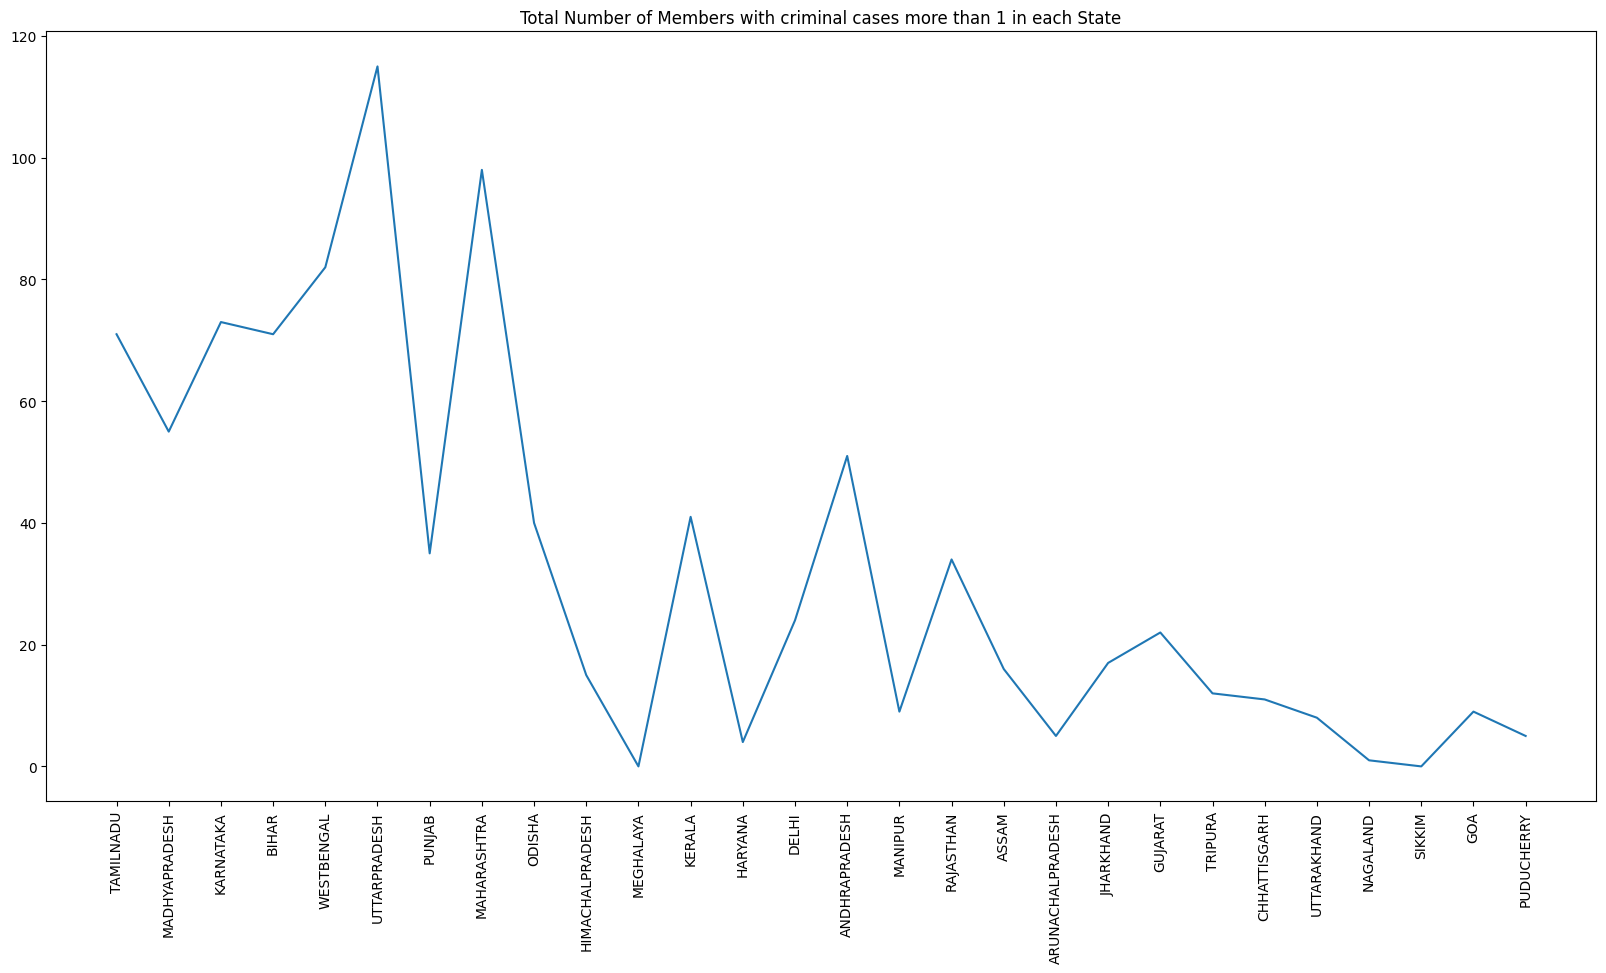 Total Number of Members with criminal cases more than 1 in each State
120
100
80
60
40
20
0
TAMILNADU
MADHYAPRADESH
KARNATAKA
BIHAR
WESTBENGAL
UTTARPRADESH
PUNJAB
MAHARASHTRA
ODISHA
HIMACHALPRADESH
MEGHALAYA
KERALA
HARYANA
DELHI
ANDHRAPRADESH
MANIPUR
RAJASTHAN
ASSAM
ARUNACHALPRADESH
JHARKHAND
GUJARAT
TRIPURA
CHHATTISGARH
UTTARAKHAND
NAGALAND
SIKKIM
GOA
PUDUCHERRY